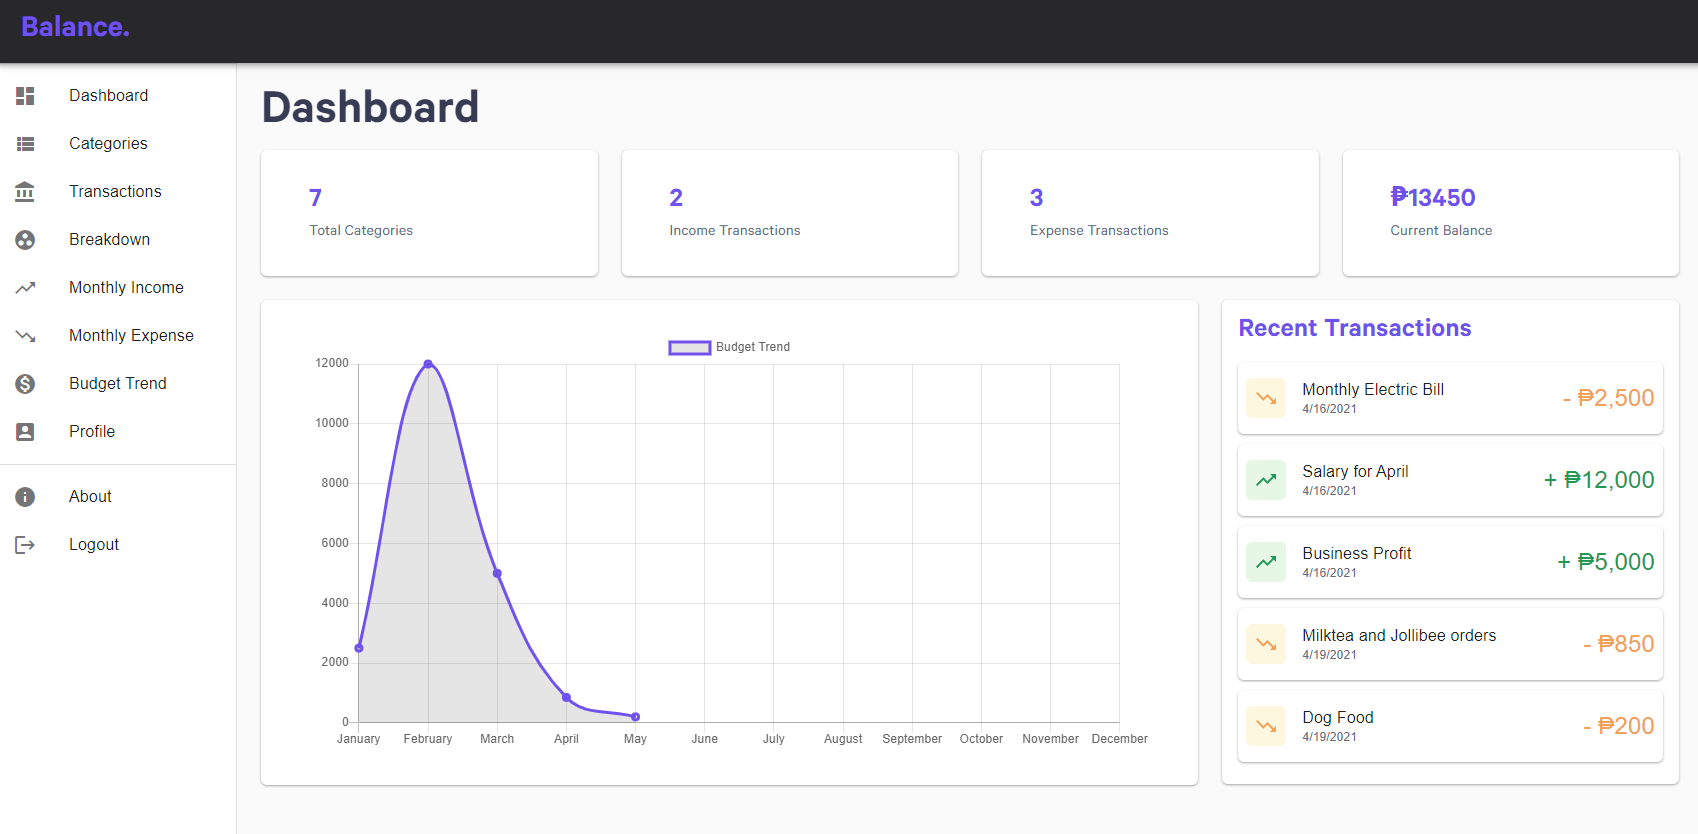 Balance.
Dashboard
Categories
Transactions
Breakdown
Monthly Income
Monthly Expense
Budget Trend
Profile
About
Logout
Dashboard
7
Total Categories
2
Income Transactions
3
Expense Transactions
₱13450
Current Balance
Budget Trend
12000
10000
8000
6000
4000
2000
0
January February March April May June July August September October November December
Recent Transactions
Monthly Electric Bill
4/16/2021
- ₱2,500
Salary for April
4/16/2021
+ ₱12,000
Business Profit
4/16/2021
+ ₱5,000
Milktea and Jollibee orders
4/19/2021
- ₱850
Dog Food
4/19/2021
- ₱200